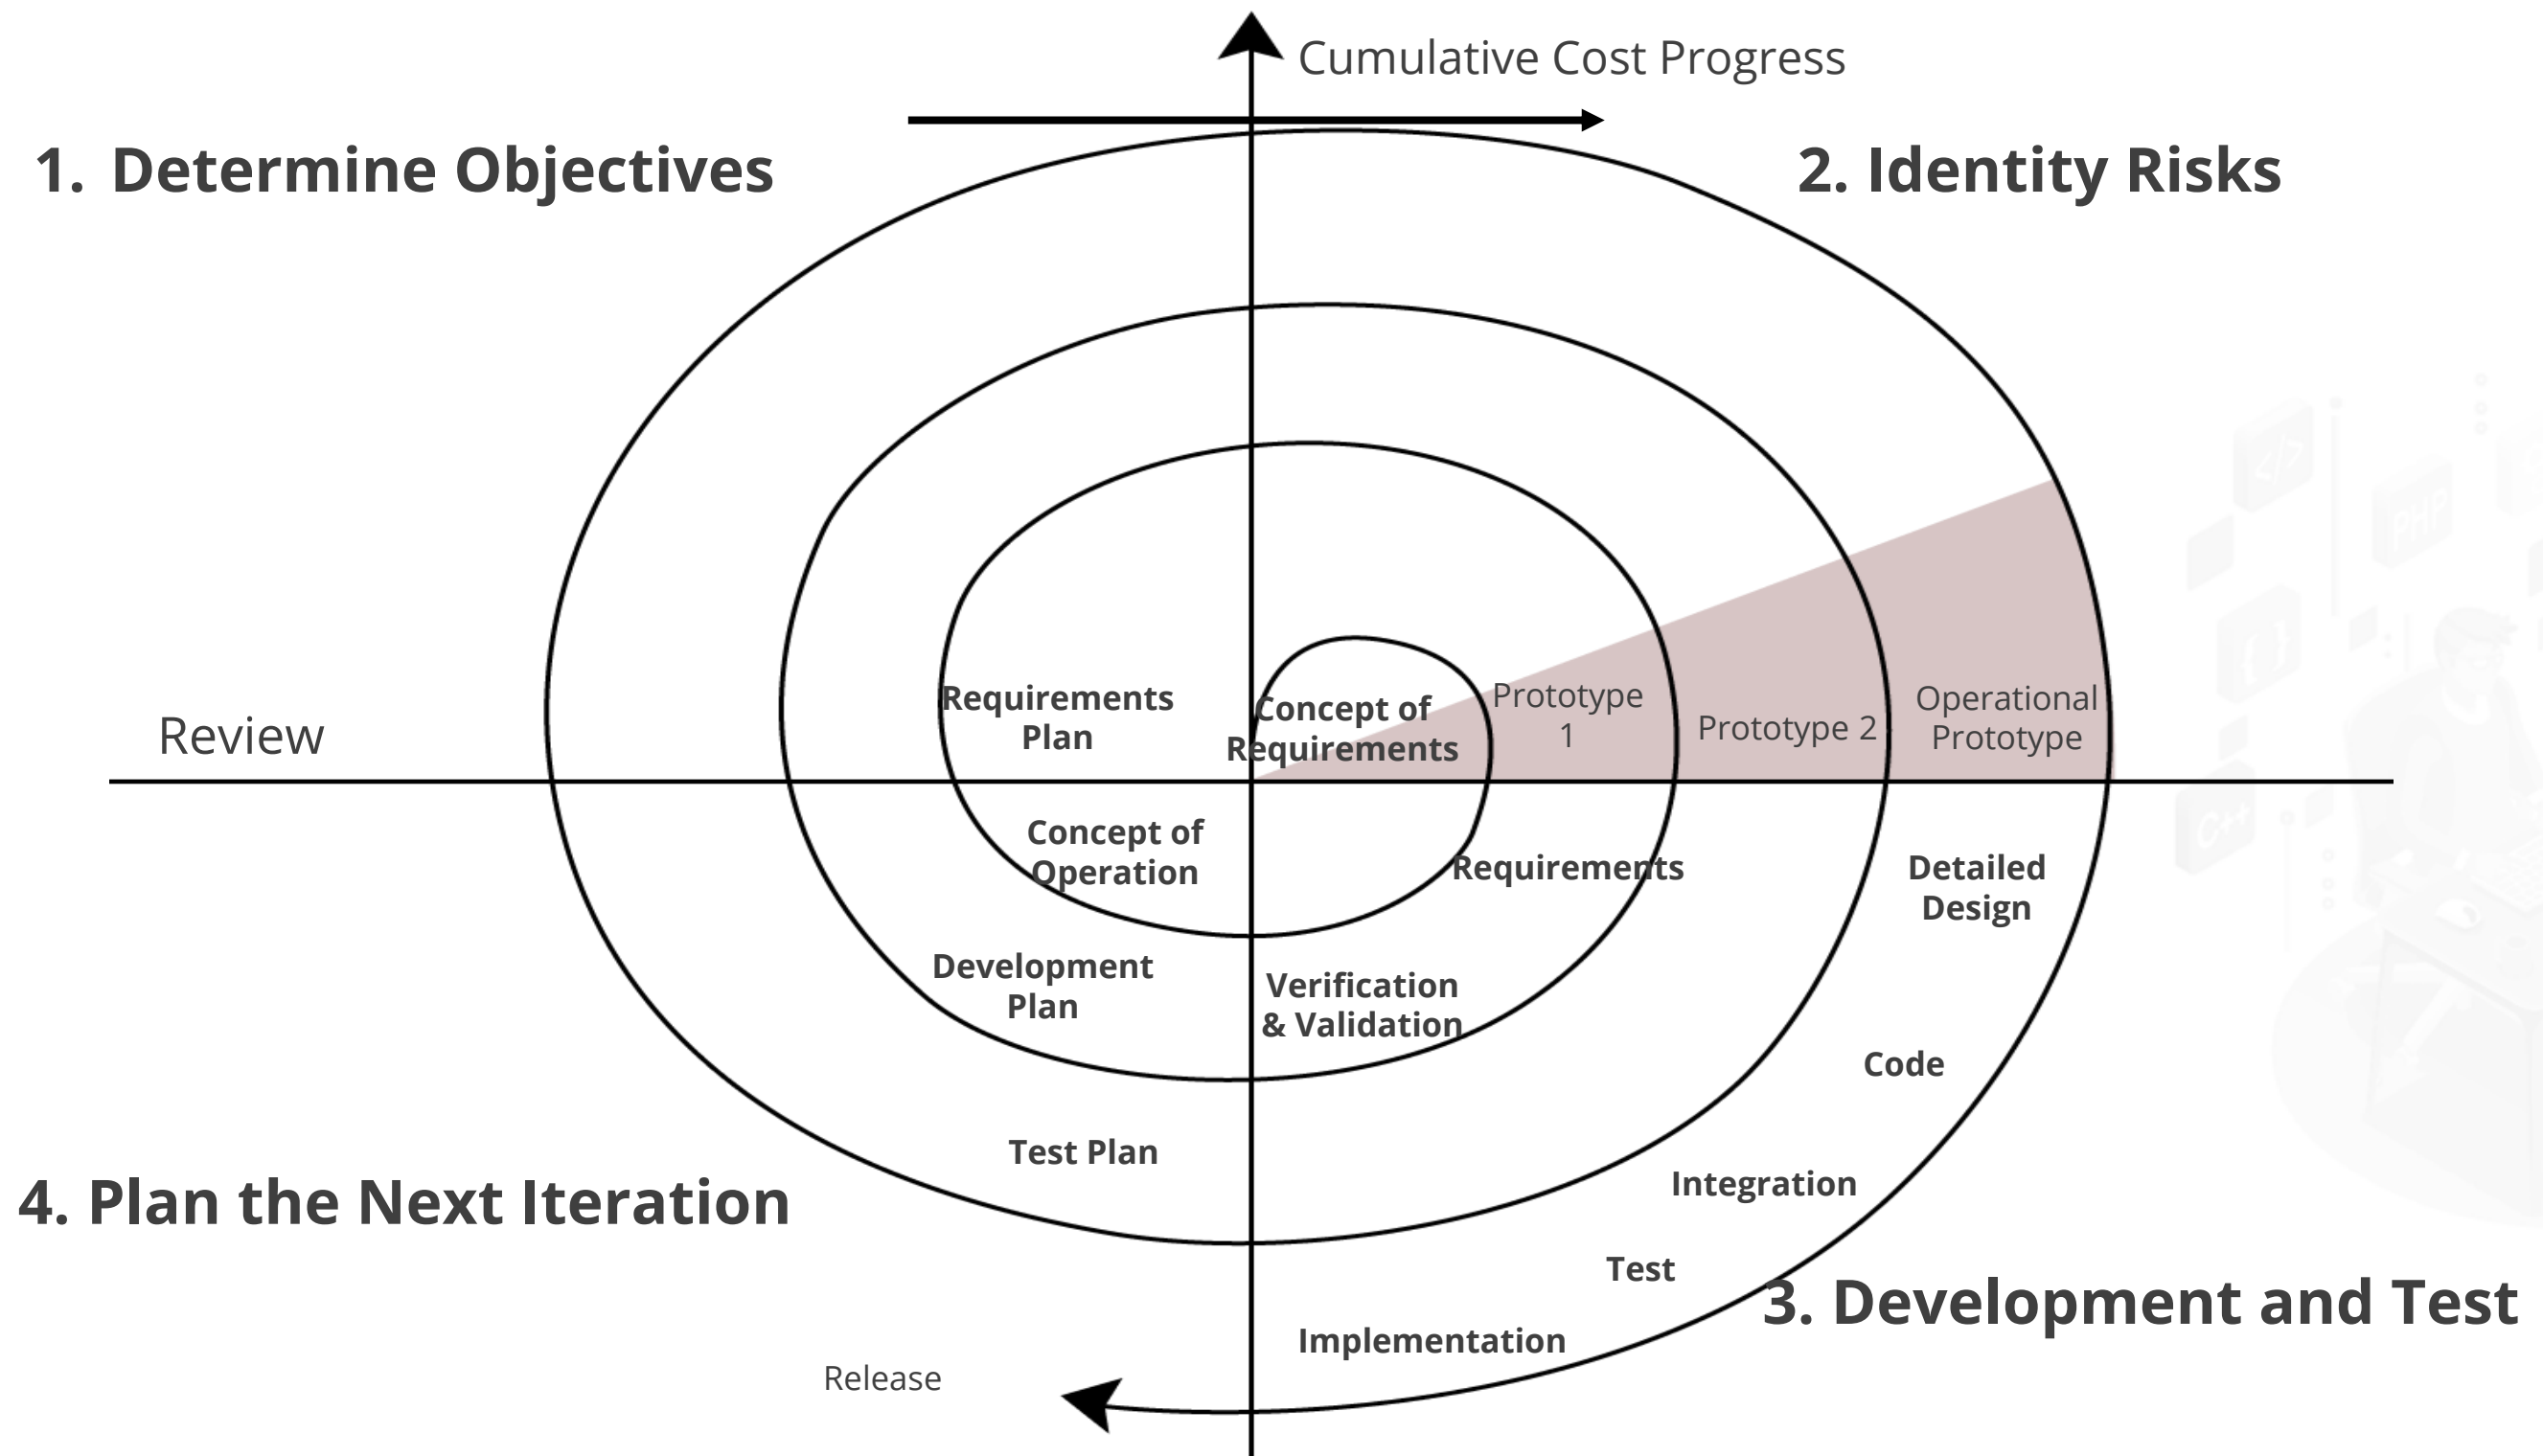 Cumulative Cost Progress
1. Determine Objectives
2. Identity Risks
</>
PHP
{ }
Requirements
Plan
Concept of
Requirements
Prototype
1
Prototype 2
Operational
Prototype
Review
C++
Concept of
Operation
Requirements
Detailed
Design
Development
Plan
Verification
& Validation
Code
Test Plan
Integration
4. Plan the Next Iteration
Test
3. Development and Test
Implementation
Release